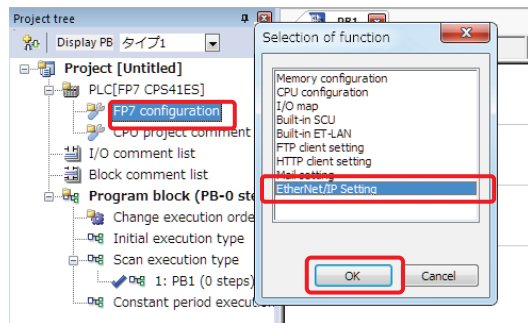 Project tree
Display PB タイプ1
Project [Untitled]
PLC[FP7 CPS41ES]
FP7 configuration
CPU project comment
I/O comment list
Block comment list
Program block (PB-0 ste
Change execution orde
Initial execution type
Scan execution type
1: PB1 (0 steps)
Constant period execution
PB1
Selection of function
Memory configuration
CPU configuration
I/O map
Built-in SCU
Built-in ET-LAN
FTP client setting
HTTP client setting
Mail setting
EtherNet/IP Setting
OK
Cancel